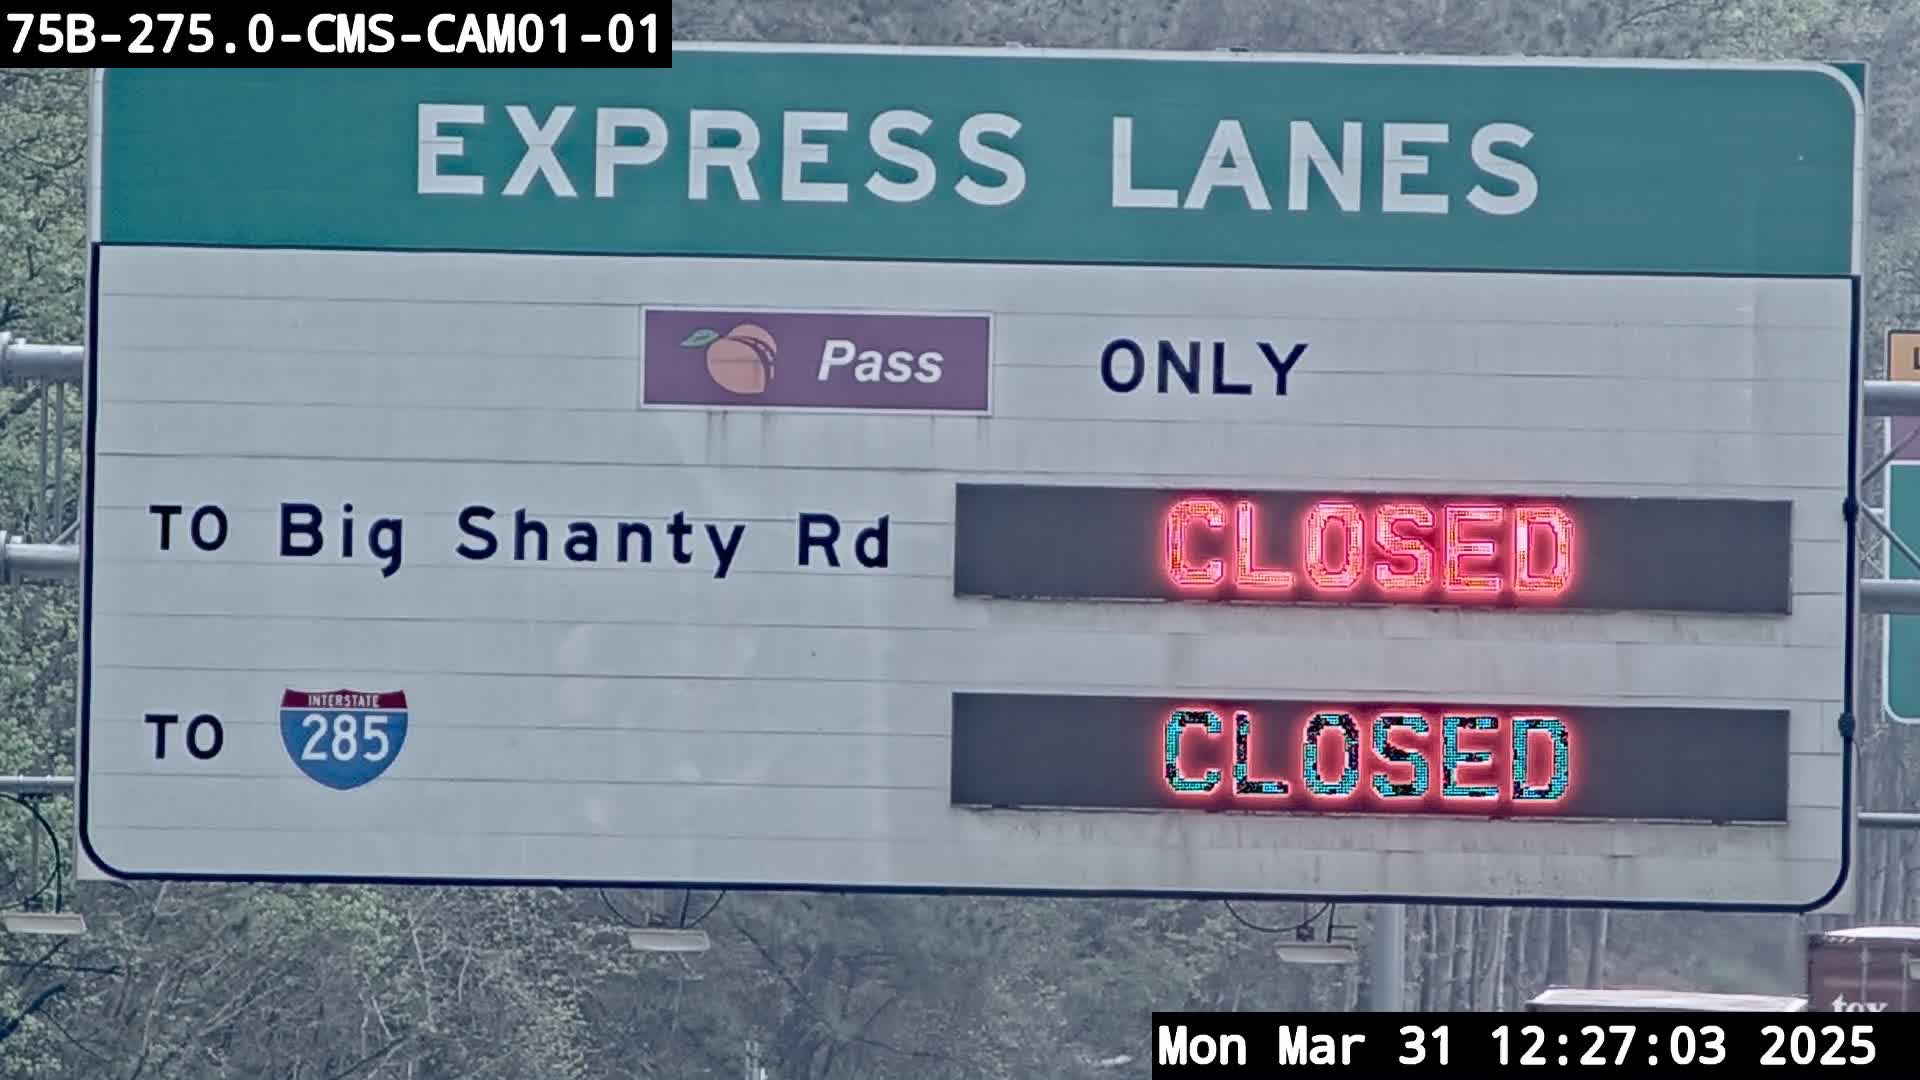 75B-275.0-CMS-CAM01-01
EXPRESS LANES
Pass ONLY
TO Big Shanty Rd CLOSED
TO INTERSTATE 285 CLOSED
Mon Mar 31 12:27:03 2025